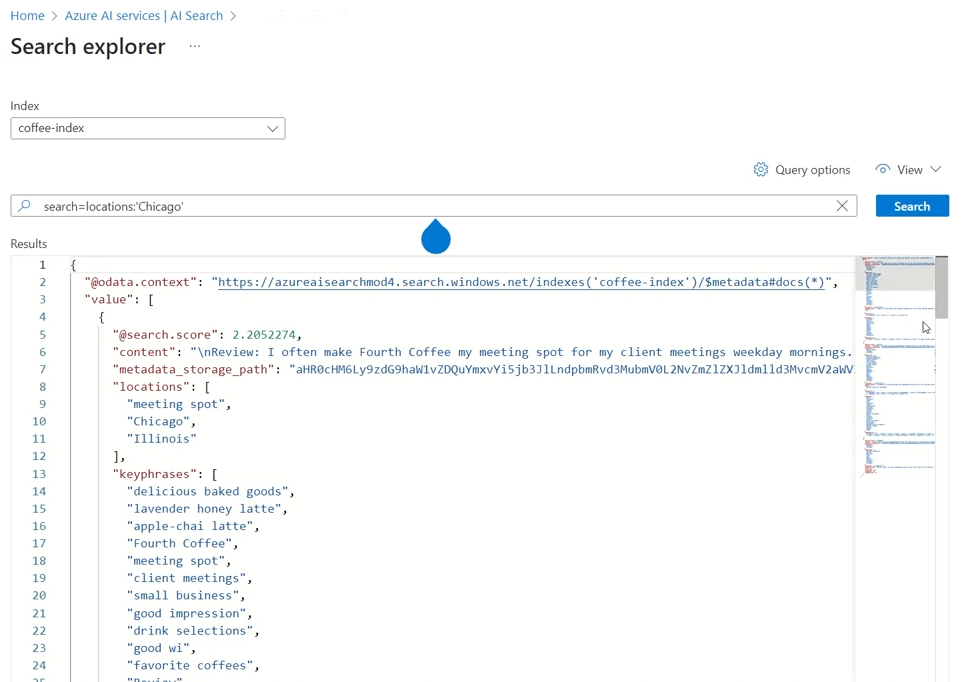 Home > Azure AI services | AI Search >
Search explorer ...
Index
coffee-index
Query options View
search=locations:'Chicago' Search
Results
1 {
2 "@odata.context": "https://azureaisearchmod4.search.windows.net/indexes('coffee-index')/$metadata#docs(*)",
3 "value": [
4 {
5 "@search.score": 2.2052274,
6 "content": "\nReview: I often make Fourth Coffee my meeting spot for my client meetings weekday mornings.
7 "metadata_storage_path":
8 "locations": [
9 "meeting spot",
10 "Chicago",
11 "Illinois"
12 ],
13 "keyphrases": [
14 "delicious baked goods",
15 "lavender honey latte",
16 "apple-chai latte",
17 "Fourth Coffee",
18 "meeting spot",
19 "client meetings",
20 "small business",
21 "good impression",
22 "drink selections",
23 "good wi",
24 "favorite coffees",
25 "Review"